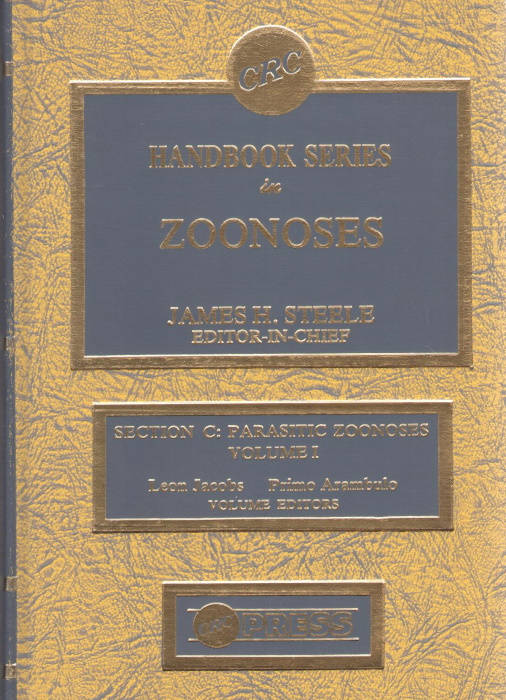 CRC
HANDBOOK SERIES
in
ZOONOSES
JAMES H. STEELE
EDITOR-IN-CHIEF
SECTION C: PARASITIC ZOONOSES
VOLUME I
Leon Jacobs Primo Arambulo
VOLUME EDITORS
CRC PRESS